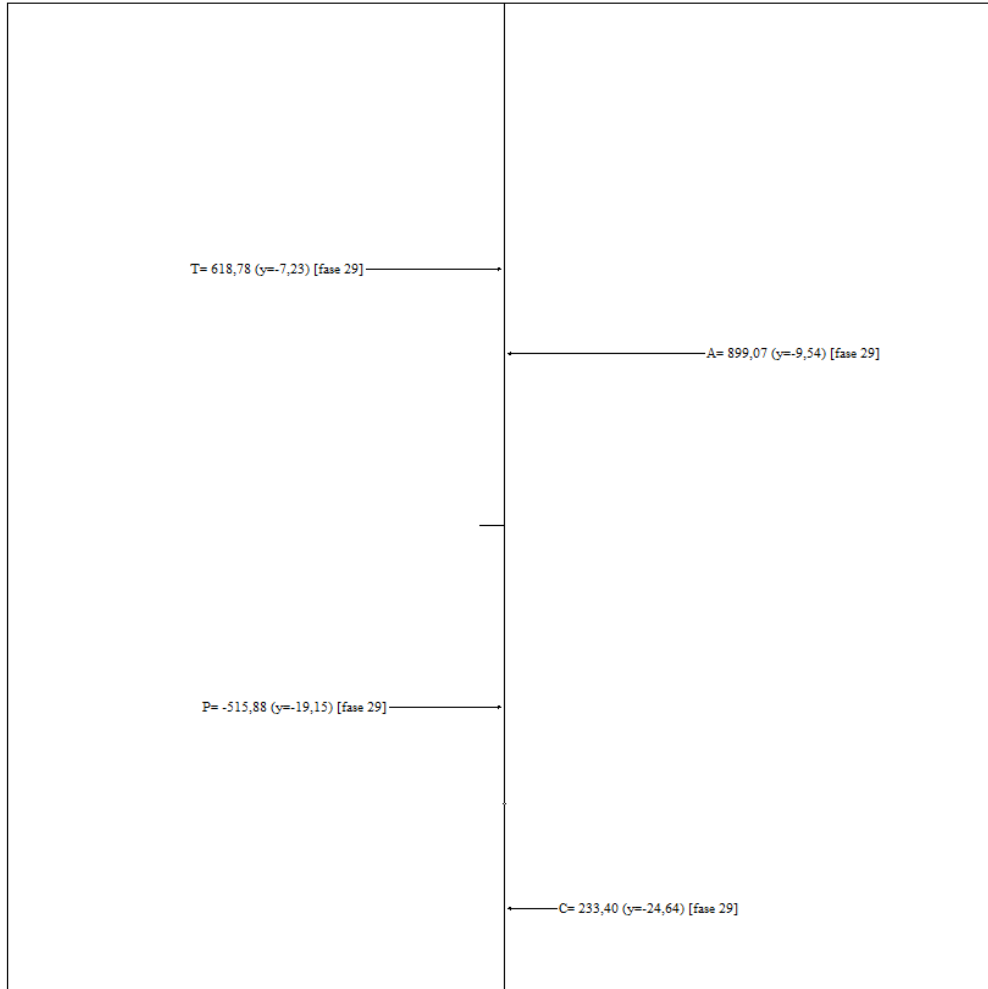 T= 618,78 (y=-7,23) [fase 29]
A= 899,07 (y=-9,54) [fase 29]
P= -515,88 (y=-19,15) [fase 29]
C= 233,40 (y=-24,64) [fase 29]